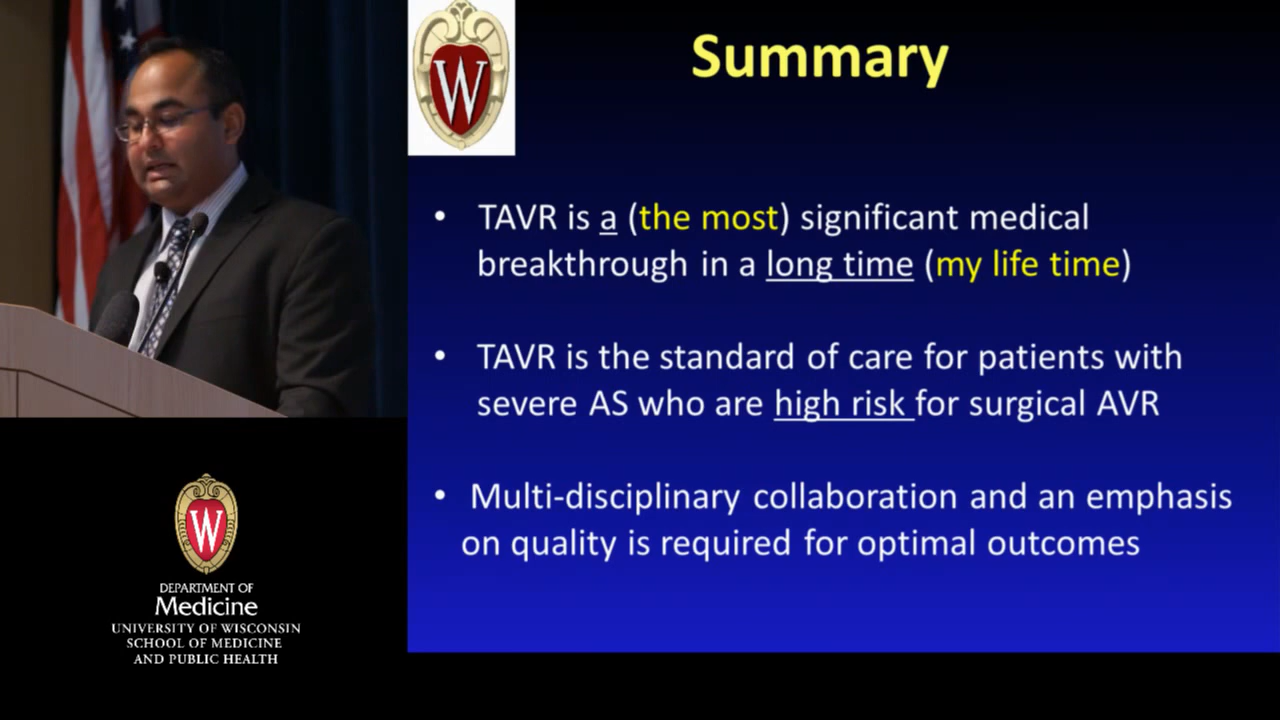 W
Summary
• TAVR is a (the most) significant medical
breakthrough in a long time (my life time)
• TAVR is the standard of care for patients with
severe AS who are high risk for surgical AVR
• Multi-disciplinary collaboration and an emphasis
on quality is required for optimal outcomes
W
DEPARTMENT OF
Medicine
UNIVERSITY OF WISCONSIN
SCHOOL OF MEDICINE
AND PUBLIC HEALTH